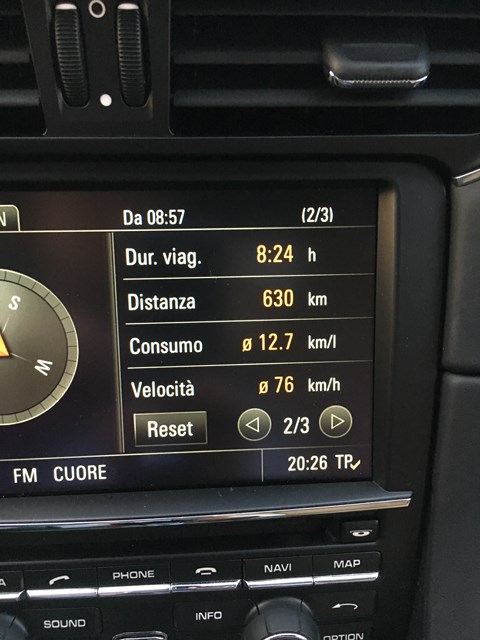 N
Da 08:57 (2/3)
Dur. viag. 8:24 h
Distanza 630 km
Consumo ø 12.7 km/l
Velocità ø 76 km/h
S
W
Reset 2/3
FM CUORE 20:26 TP
A PHONE NAVI MAP
SOUND INFO
OPTION